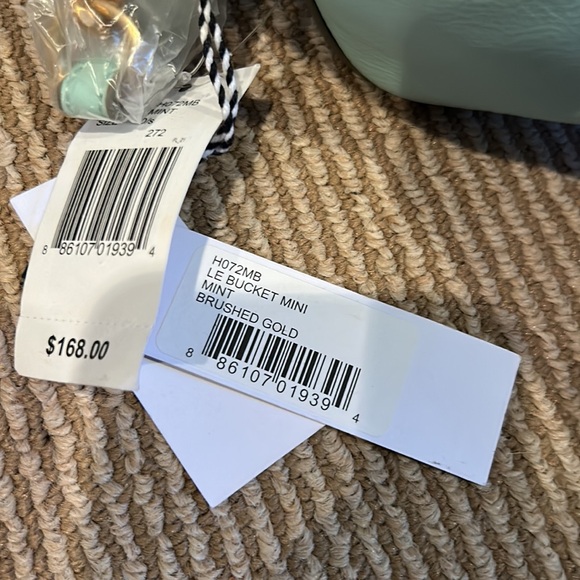 H072MB
MINT
272
8 86107 01939 4
$168.00
H072MB
LE BUCKET MINI
MINT
BRUSHED GOLD
8 86107 01939 4